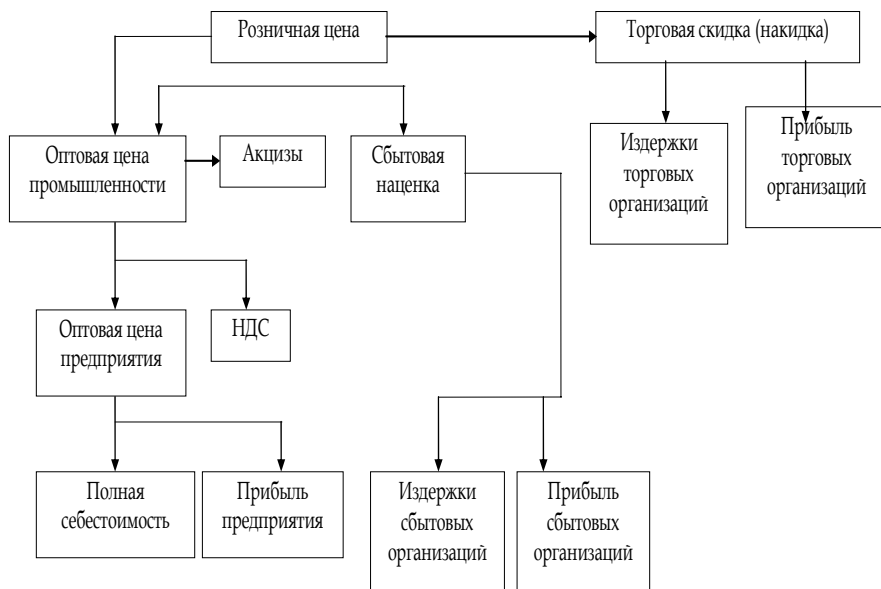 Розничная цена
Торговая скидка (накидка)
Оптовая цена
промышленности
Акцизы
Сбытовая
наценка
Издержки
торговых
организаций
Прибыль
торговых
организаций
Оптовая цена
предприятия
НДС
Полная
себестоимость
Прибыль
предприятия
Издержки
сбытовых
организаций
Прибыль
сбытовых
организаций